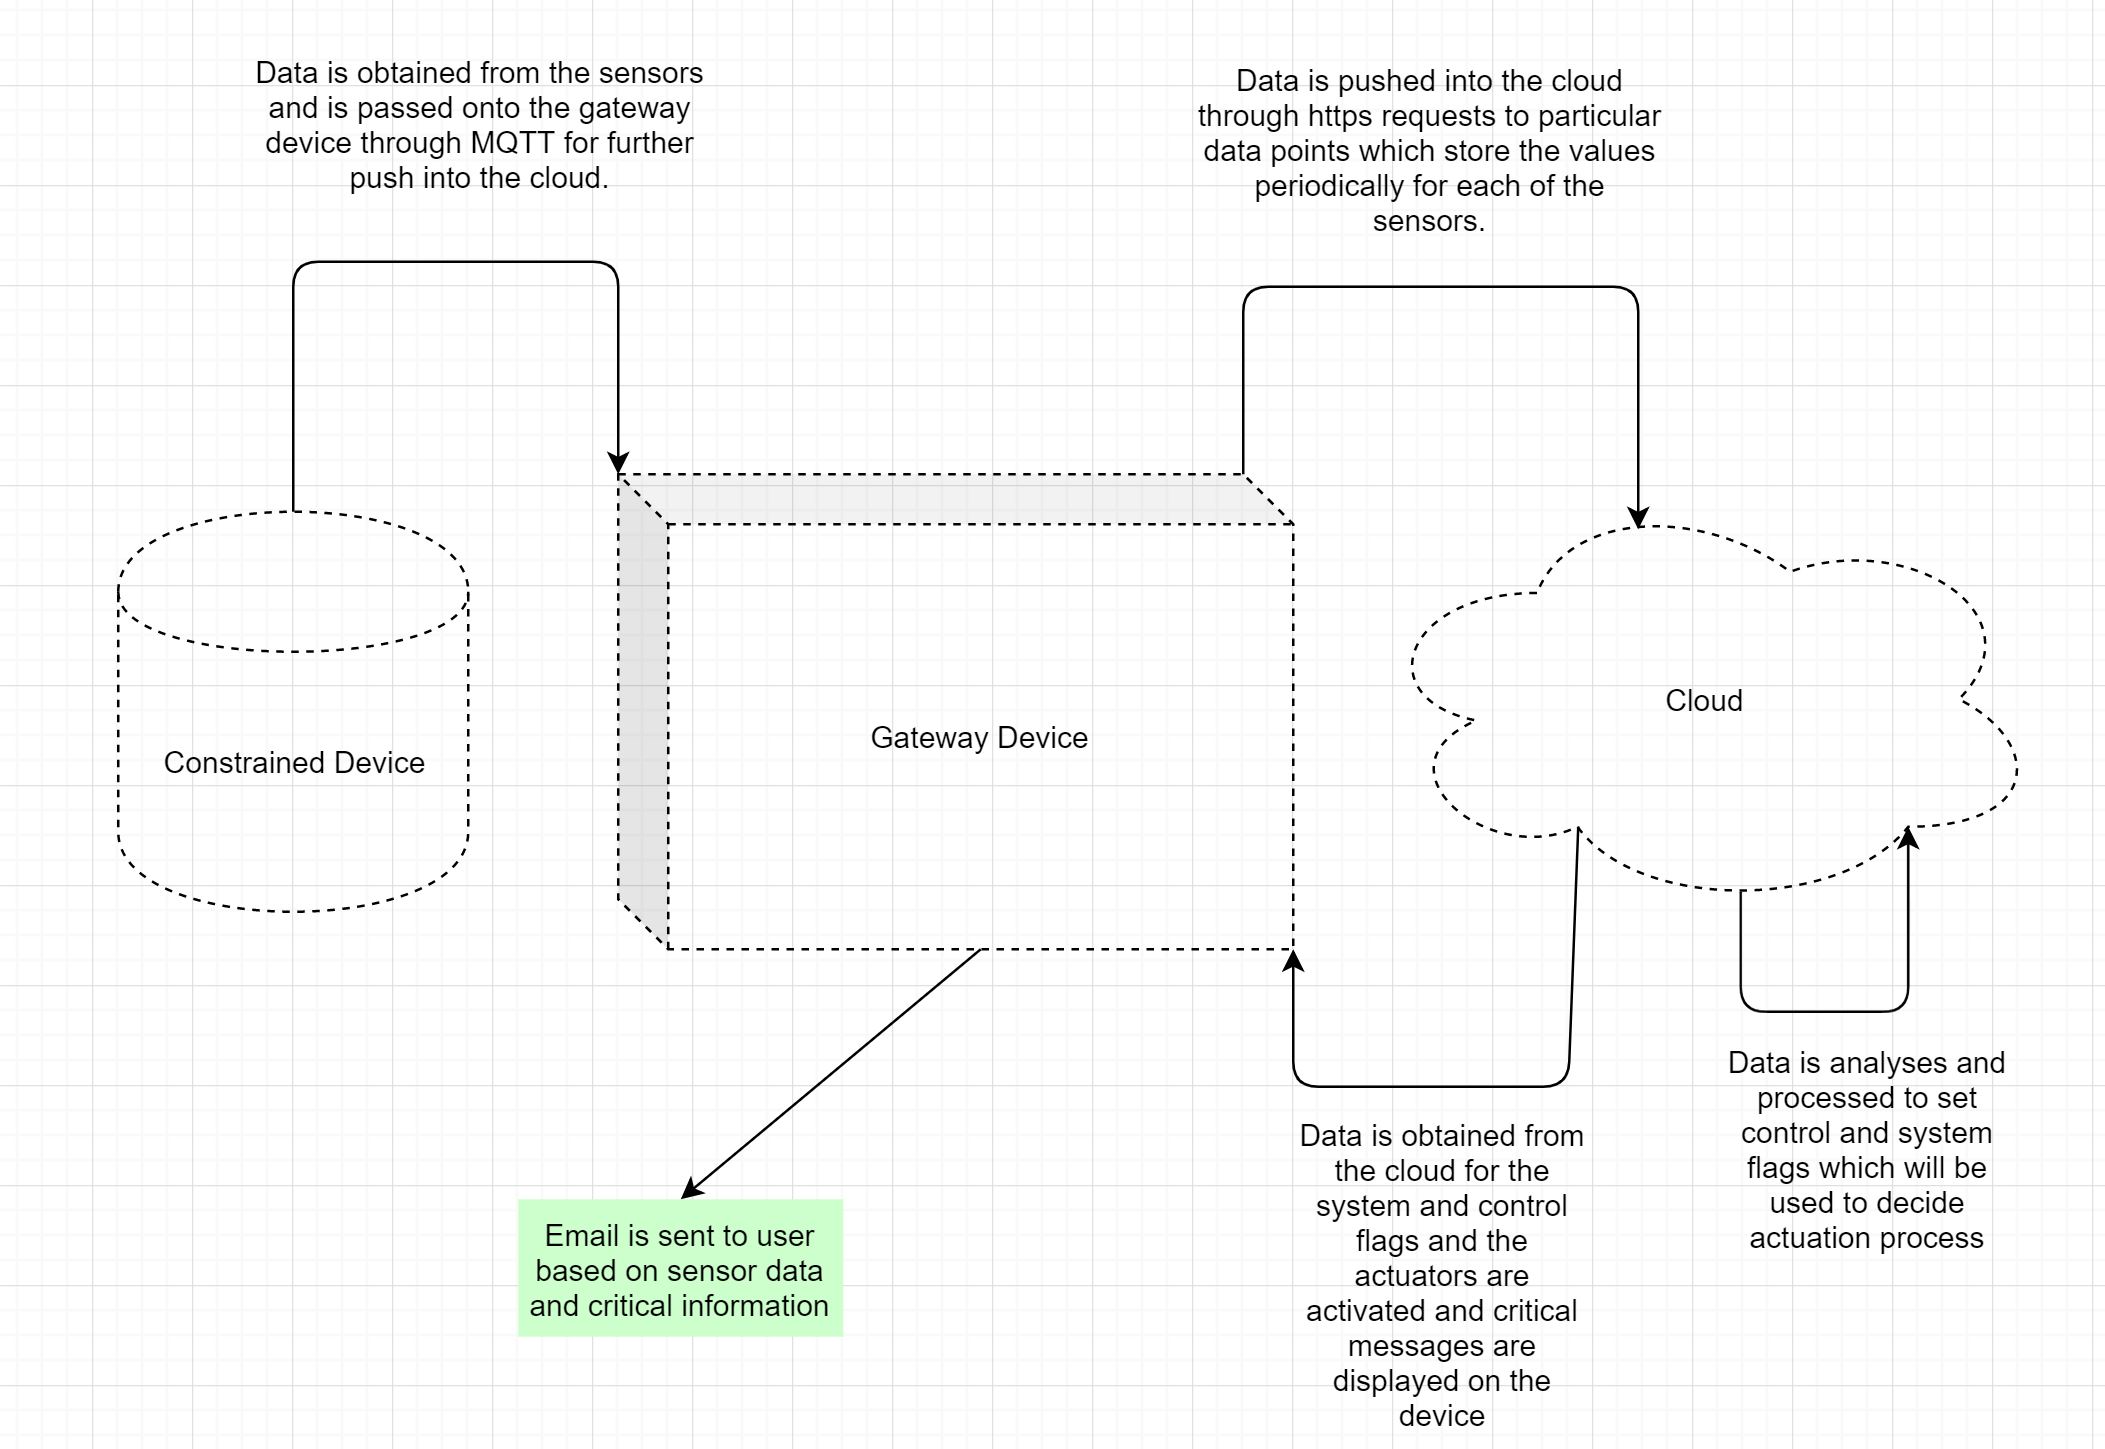 Data is obtained from the sensors
and is passed onto the gateway
device through MQTT for further
push into the cloud.
Data is pushed into the cloud
through https requests to particular
data points which store the values
periodically for each of the
sensors.
Constrained Device
Gateway Device
Cloud
Email is sent to user
based on sensor data
and critical information
Data is obtained from
the cloud for the
system and control
flags and the
actuators are
activated and critical
messages are
displayed on the
device
Data is analyses and
processed to set
control and system
flags which will be
used to decide
actuation process